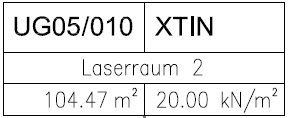 UG05/010 XTIN
Laserraum 2
104.47 m² 20.00 kN/m²